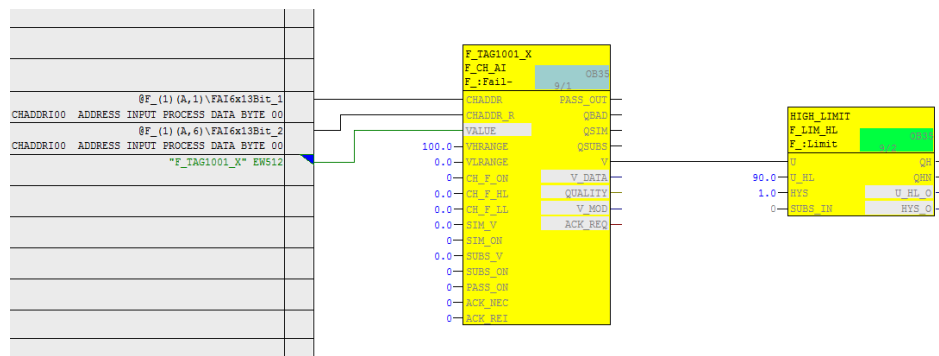 @F_(1)(A,1)\FAI6x13Bit_1
CHADDRI00 ADDRESS INPUT PROCESS DATA BYTE 00
@F_(1)(A,6)\FAI6x13Bit_2
CHADDRI00 ADDRESS INPUT PROCESS DATA BYTE 00
"F_TAG1001_X" EW512
F_TAG1001_X
F_CH_AI
F_:Fail-
OB35
9/1
CHADDR PASS_OUT
CHADDR_R QBAD
VALUE QSIM
100.0 VHRANGE QSUBS
0.0 VLRANGE V
0 CH_F_ON V_DATA
0.0 CH_F_HL QUALITY
0.0 CH_F_LL V_MOD
0.0 SIM_V ACK_REQ
0 SIM_ON
0.0 SUBS_V
0 SUBS_ON
0 PASS_ON
0 ACK_NEC
0 ACK_REI
HIGH_LIMIT
F_LIM_HL
F_:Limit
OB35
9/2
U QH
90.0 U_HL QHN
1.0 HYS U_HL_O
0 SUBS_IN HYS_O